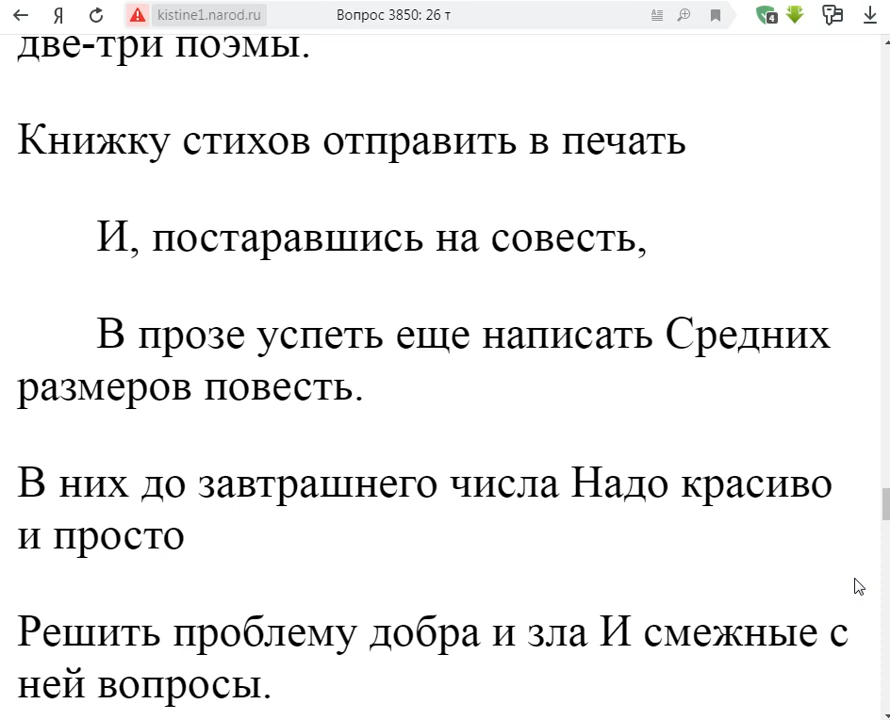 Я kistine1.narod.ru Вопрос 3850: 26 т 4
две-три поэмы.
Книжку стихов отправить в печать
И, постаравшись на совесть,
В прозе успеть еще написать Средних
размеров повесть.
В них до завтрашнего числа Надо красиво
и просто
Решить проблему добра и зла И смежные с
ней вопросы.